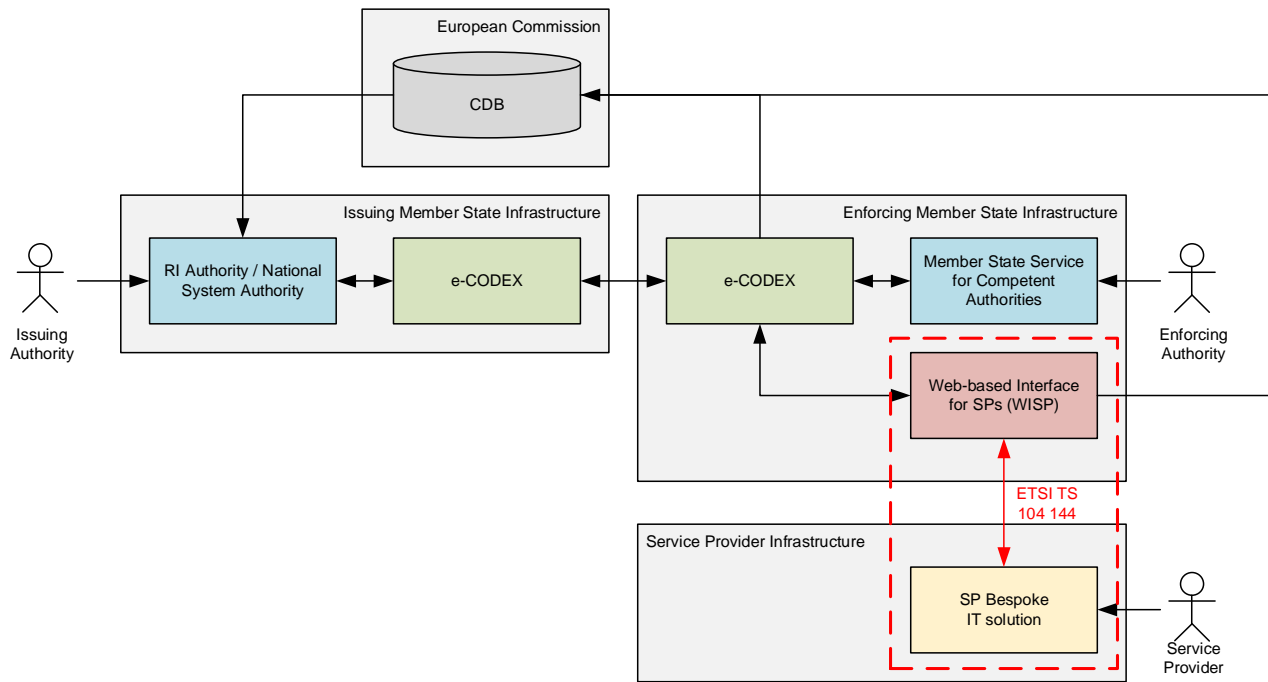 European Commission
CDB
Issuing Member State Infrastructure
RI Authority / National
System Authority
e-CODEX
Issuing
Authority
Enforcing Member State Infrastructure
e-CODEX
Member State Service
for Competent
Authorities
Enforcing
Authority
Web-based Interface
for SPs (WISP)
ETSI TS
104 144
Service Provider Infrastructure
SP Bespoke
IT solution
Service
Provider